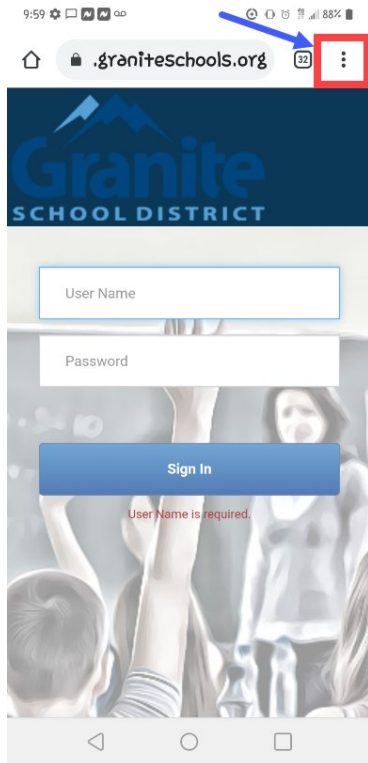 9:59
88%
.graniteschools.org
32
Granite
SCHOOL DISTRICT
User Name
Password
Sign In
User Name is required.